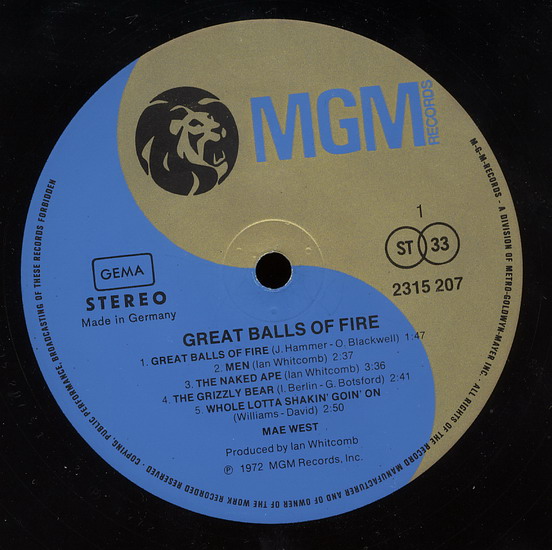 MGM
RECORDS
1
ST 33
2315 207
GEMA
STEREO
Made in Germany
GREAT BALLS OF FIRE
1. GREAT BALLS OF FIRE (J. Hammer - O. Blackwell) 1:47
2. MEN (Ian Whitcomb) 2:37
3. THE NAKED APE (Ian Whitcomb) 3:36
4. THE GRIZZLY BEAR (I. Berlin - G. Botsford) 2:41
5. WHOLE LOTTA SHAKIN' GOIN' ON
(Williams - David) 2:50
MAE WEST
Produced by Ian Whitcomb
℗ 1972 MGM Records, Inc.
M-G-M-RECORDS - A DIVISION OF METRO-GOLDWYN-MAYER INC. · ALL RIGHTS OF THE RECORD MANUFACTURER AND OF OWNER OF THE WORK RECORDED RESERVED · COPYING, PUBLIC PERFORMANCE, BROADCASTING OF THESE RECORDS FORBIDDEN